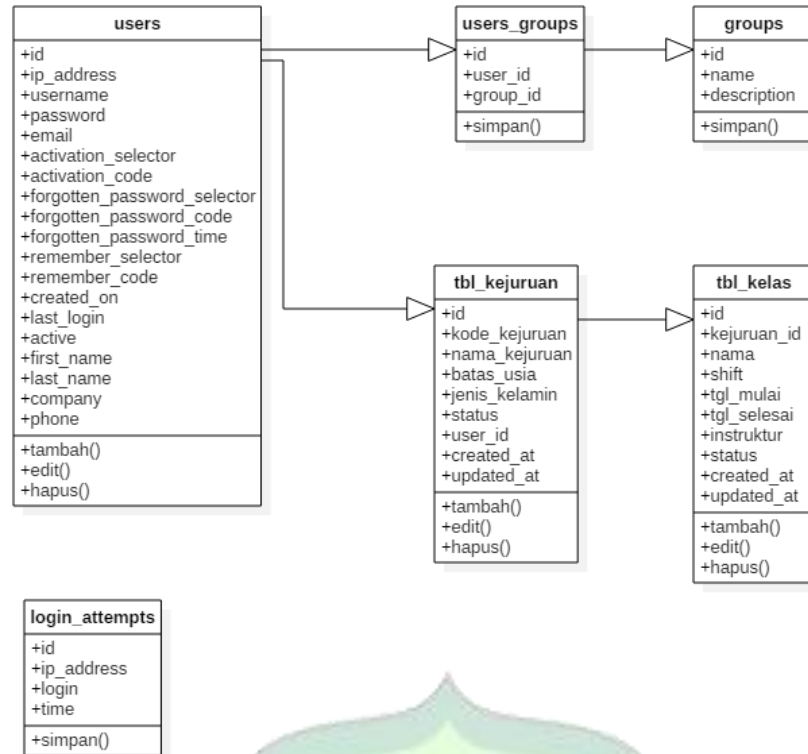 users
+id
+ip_address
+username
+password
+email
+activation_selector
+activation_code
+forgotten_password_selector
+forgotten_password_code
+forgotten_password_time
+remember_selector
+remember_code
+created_on
+last_login
+active
+first_name
+last_name
+company
+phone
+tambah()
+edit()
+hapus()
users_groups
+id
+user_id
+group_id
+simpan()
groups
+id
+name
+description
+simpan()
tbl_kejuruan
+id
+kode_kejuruan
+nama_kejuruan
+batas_usia
+jenis_kelamin
+status
+user_id
+created_at
+updated_at
+tambah()
+edit()
+hapus()
tbl_kelas
+id
+kejuruan_id
+nama
+shift
+tgl_mulai
+tgl_selesai
+instruktur
+status
+created_at
+updated_at
+tambah()
+edit()
+hapus()
login_attempts
+id
+ip_address
+login
+time
+simpan()